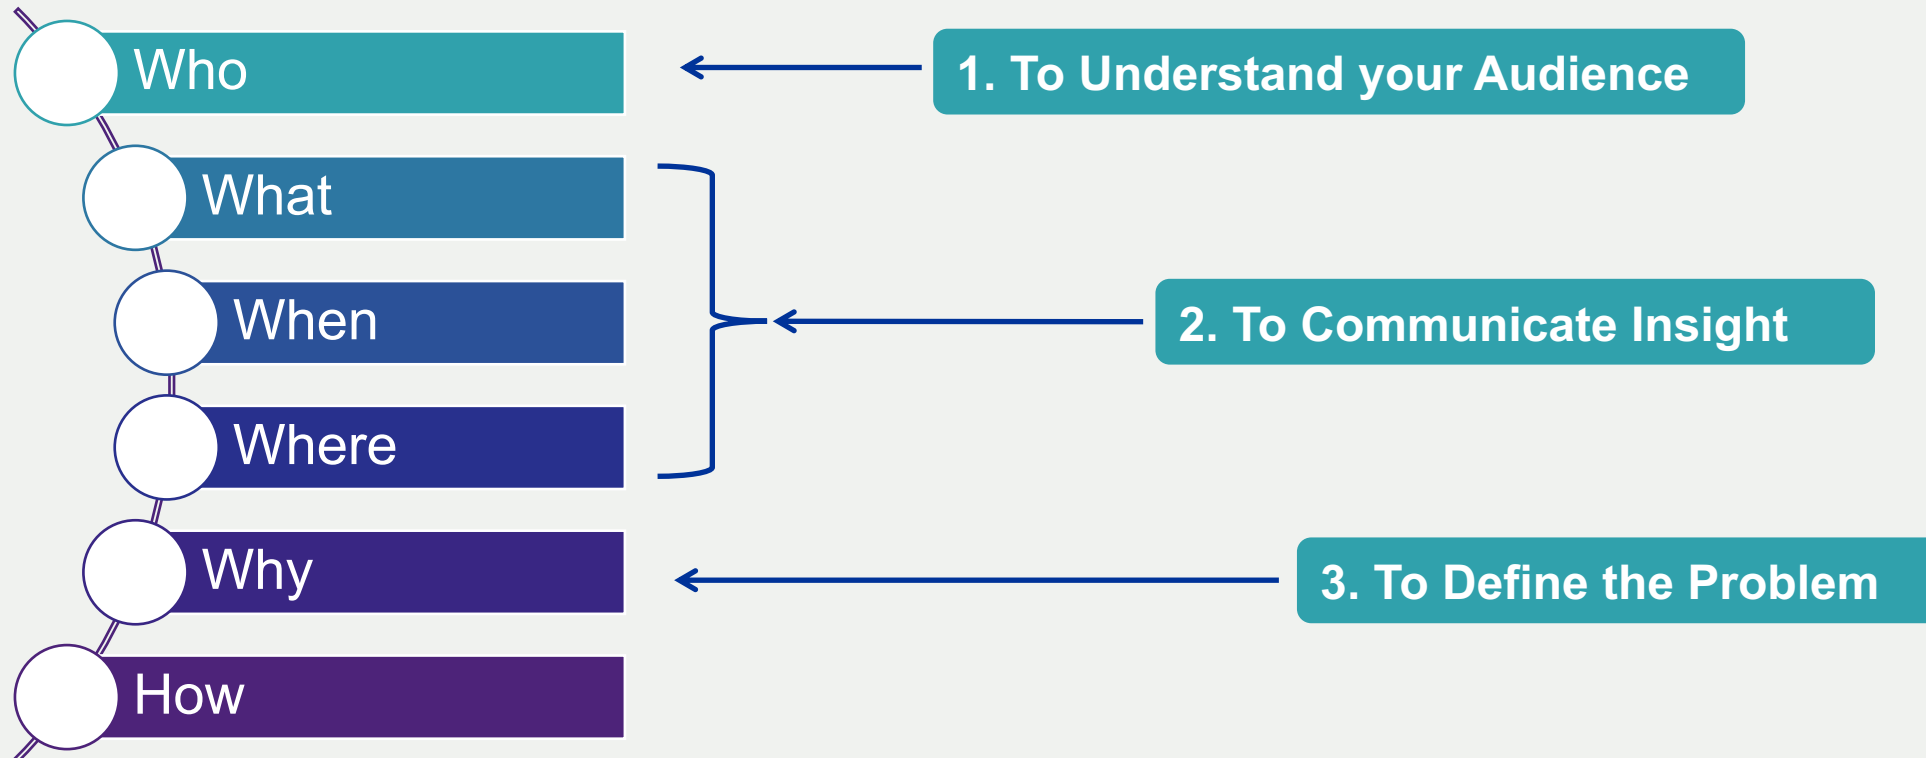 Who
1. To Understand your Audience
What
When
2. To Communicate Insight
Where
Why
3. To Define the Problem
How